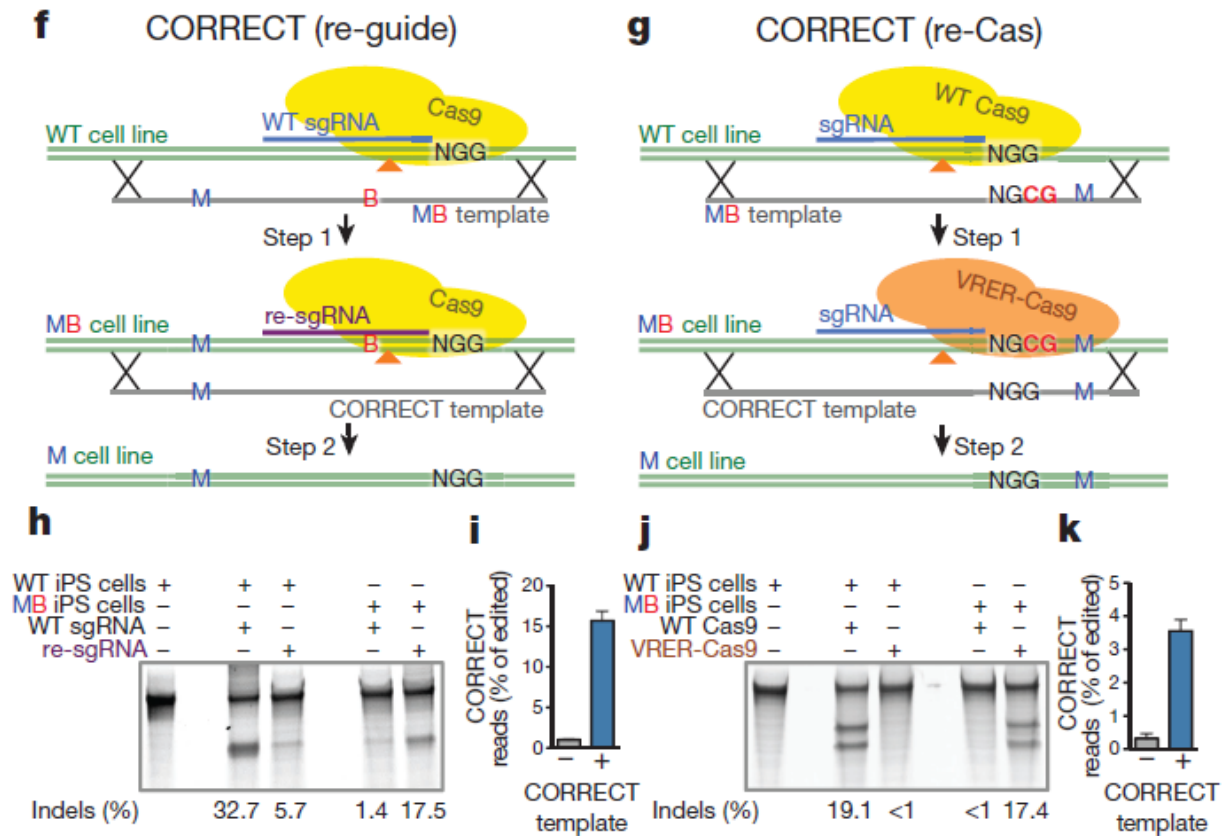 f CORRECT (re-guide)
Cas9
WT sgRNA
WT cell line
NGG
M B
MB template
Step 1
Cas9
re-sgRNA
MB cell line
M B NGG
M
CORRECT template
Step 2
M cell line
M NGG
g CORRECT (re-Cas)
WT Cas9
sgRNA
WT cell line
NGG
NGCG M
MB template
Step 1
VRER-Cas9
sgRNA
MB cell line
NGCG M
NGG M
CORRECT template
Step 2
M cell line
NGG M
h
WT iPS cells + + + – –
MB iPS cells – – – + +
WT sgRNA – + – + –
re-sgRNA – – + – +
Indels (%) 32.7 5.7 1.4 17.5
i
CORRECT
reads (% of edited)
20
15
10
5
0
– +
CORRECT
template
j
WT iPS cells + + + – –
MB iPS cells – – – + +
WT Cas9 – + – + –
VRER-Cas9 – – + – +
Indels (%) 19.1 <1 <1 17.4
k
CORRECT
reads (% of edited)
5
4
3
2
1
0
– +
CORRECT
template